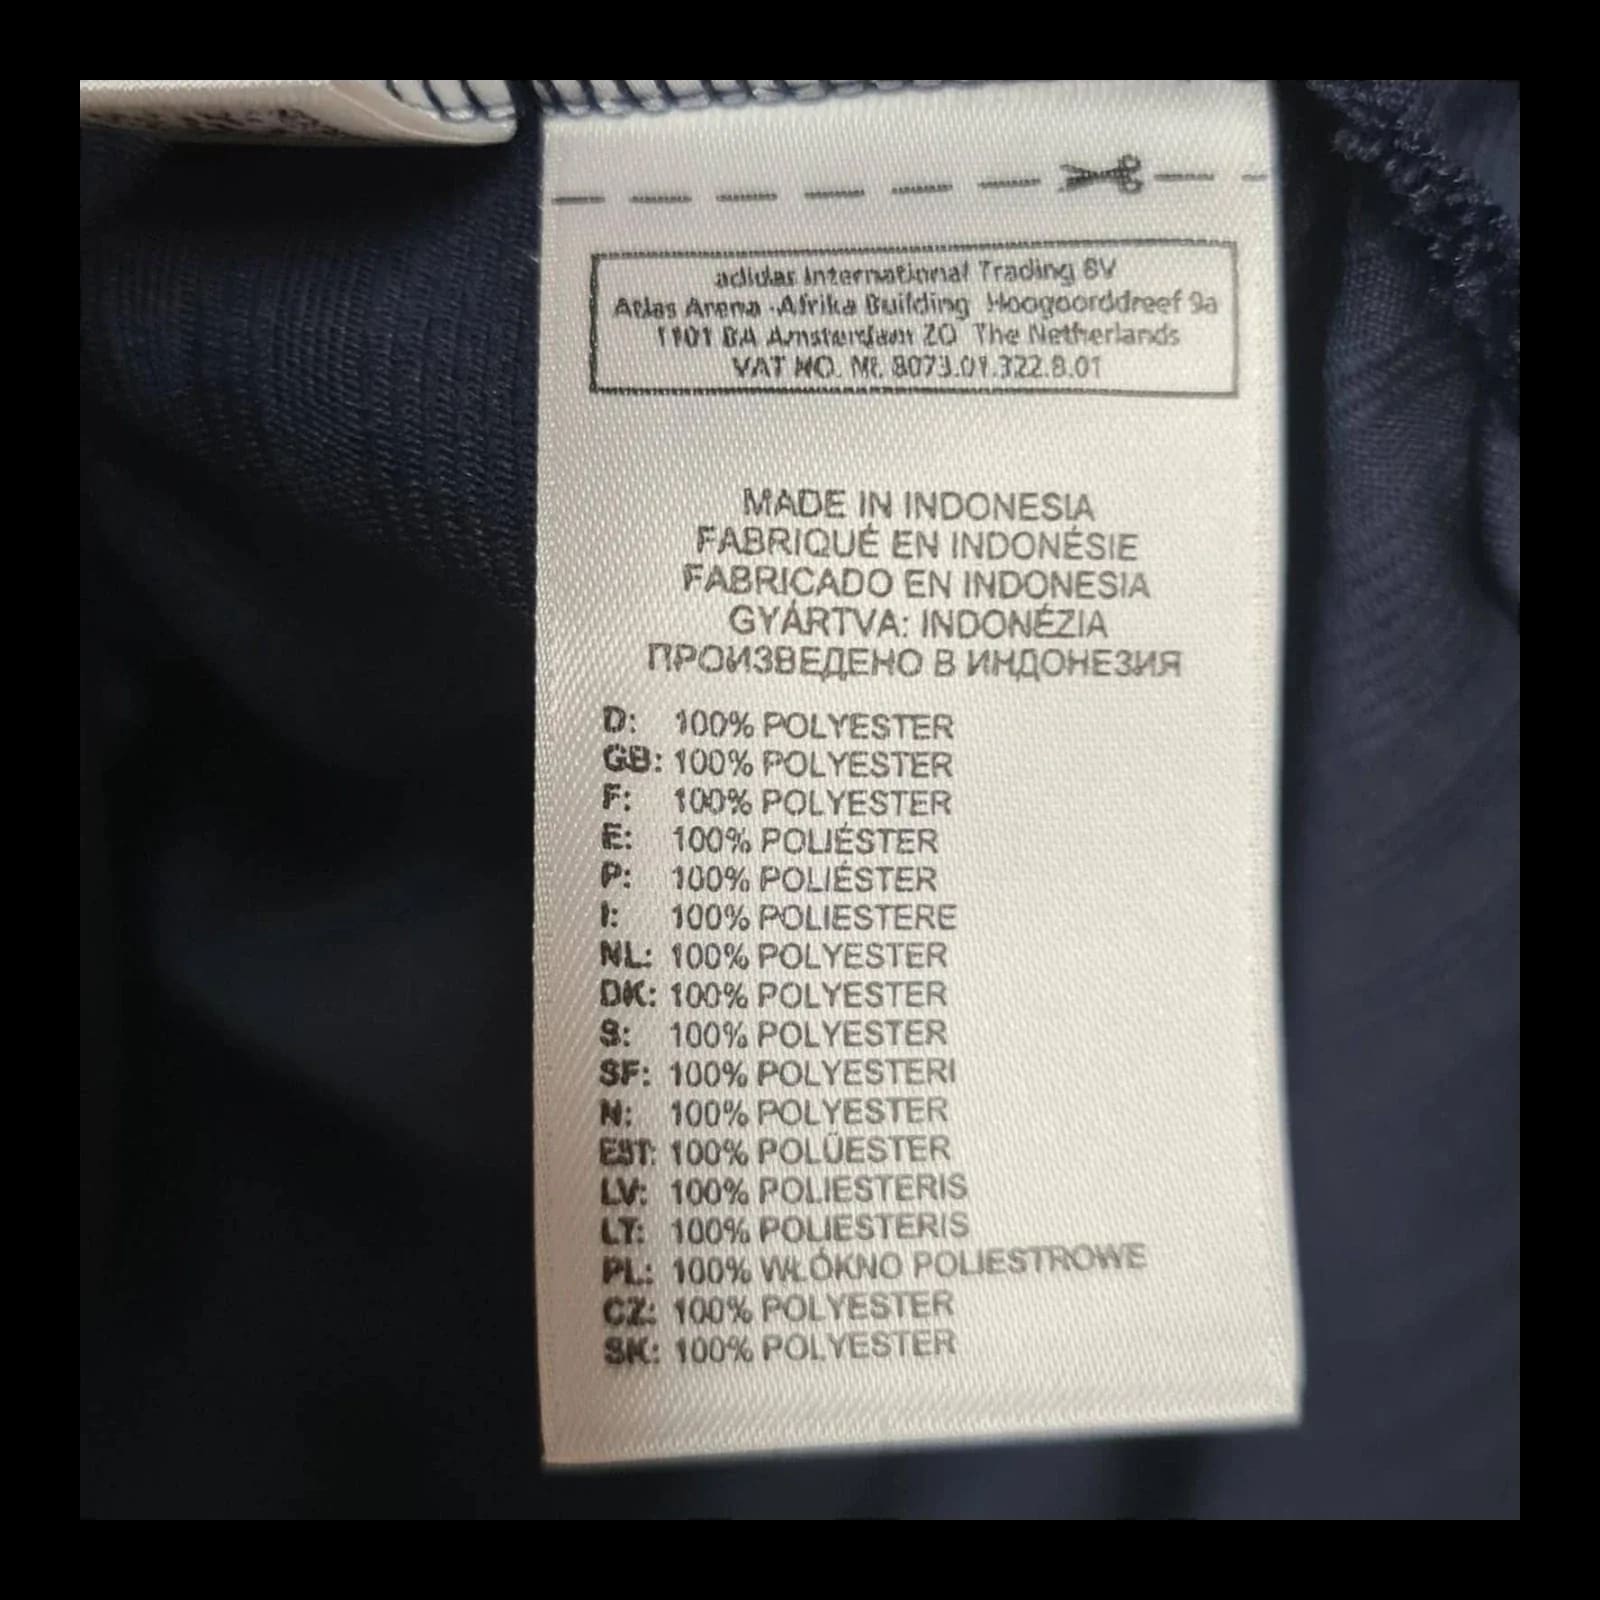 adidas International Trading BV
Atlas Arena -Afrika Building Hoogoorddreef 9a
1101 BA Amsterdam ZO The Netherlands
VAT NO. NL 8073.01.322.B.01
MADE IN INDONESIA
FABRIQUÉ EN INDONÉSIE
FABRICADO EN INDONESIA
GYÁRTVA: INDONÉZIA
ПРОИЗВЕДЕНО В ИНДОНЕЗИЯ
D: 100% POLYESTER
GB: 100% POLYESTER
F: 100% POLYESTER
E: 100% POLIÉSTER
P: 100% POLIÉSTER
I: 100% POLIESTERE
NL: 100% POLYESTER
DK: 100% POLYESTER
S: 100% POLYESTER
SF: 100% POLYESTERI
N: 100% POLYESTER
EST: 100% POLÜESTER
LV: 100% POLIESTERIS
LT: 100% POLIESTERIS
PL: 100% WŁÓKNO POLIESTROWE
CZ: 100% POLYESTER
SK: 100% POLYESTER